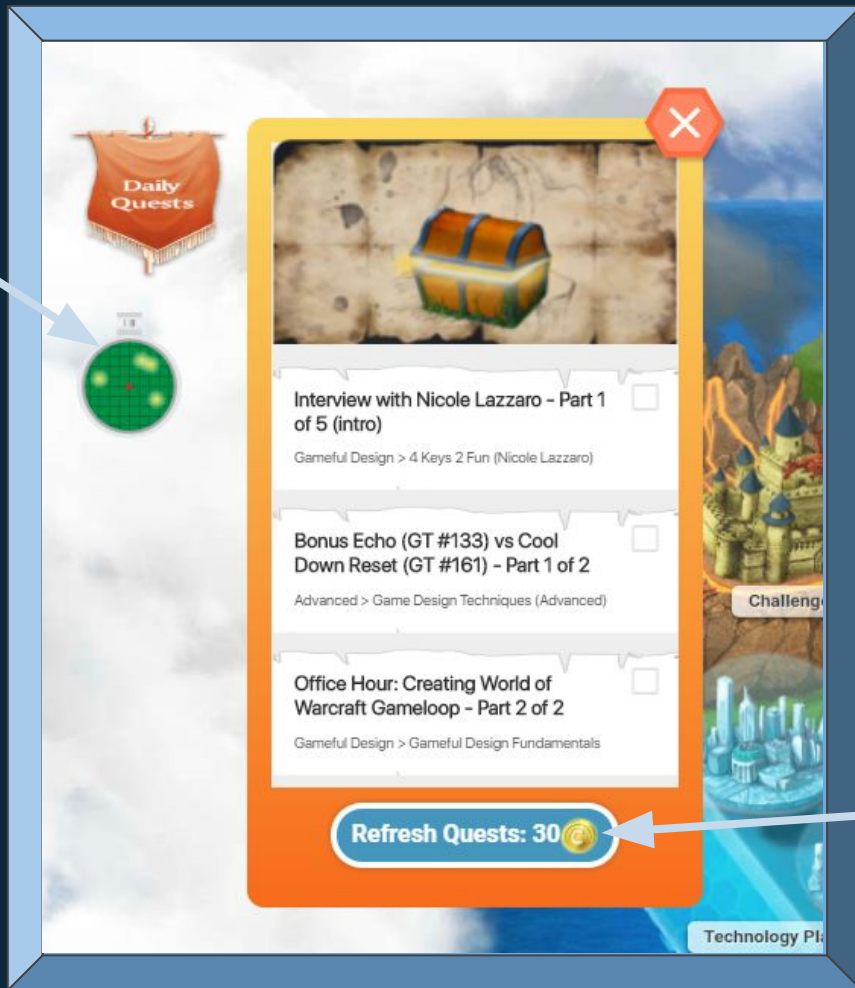 Daily
Quests
Interview with Nicole Lazzaro - Part 1
of 5 (intro)
Gameful Design > 4 Keys 2 Fun (Nicole Lazzaro)
Bonus Echo (GT #133) vs Cool
Down Reset (GT #161) - Part 1 of 2
Advanced > Game Design Techniques (Advanced)
Office Hour: Creating World of
Warcraft Gameloop - Part 2 of 2
Gameful Design > Gameful Design Fundamentals
Refresh Quests: 30
Challeng
Technology Pl